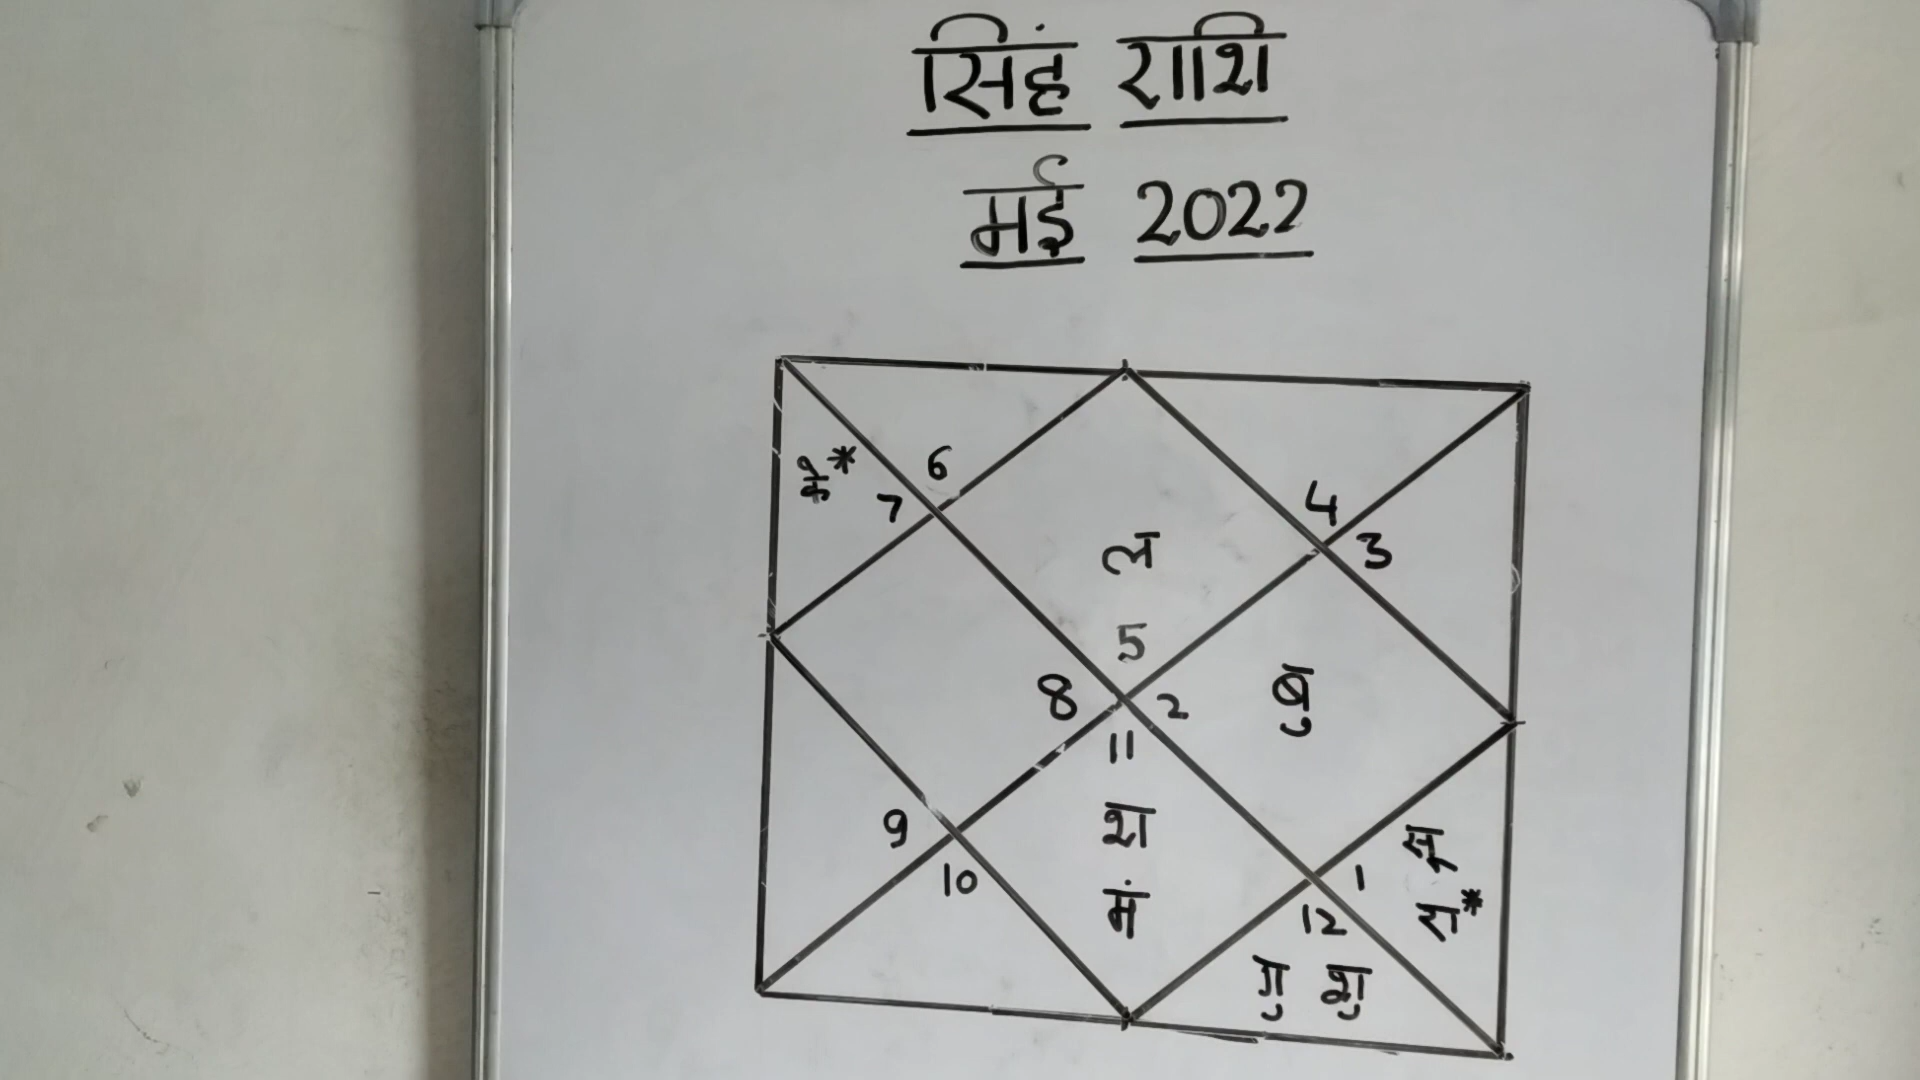 सिंह राशि
मई 2022
के* 7 6
ल
5
4 3
8
2 बु
11
श
मं
9 10
1 सू
रा*
12
गु शु